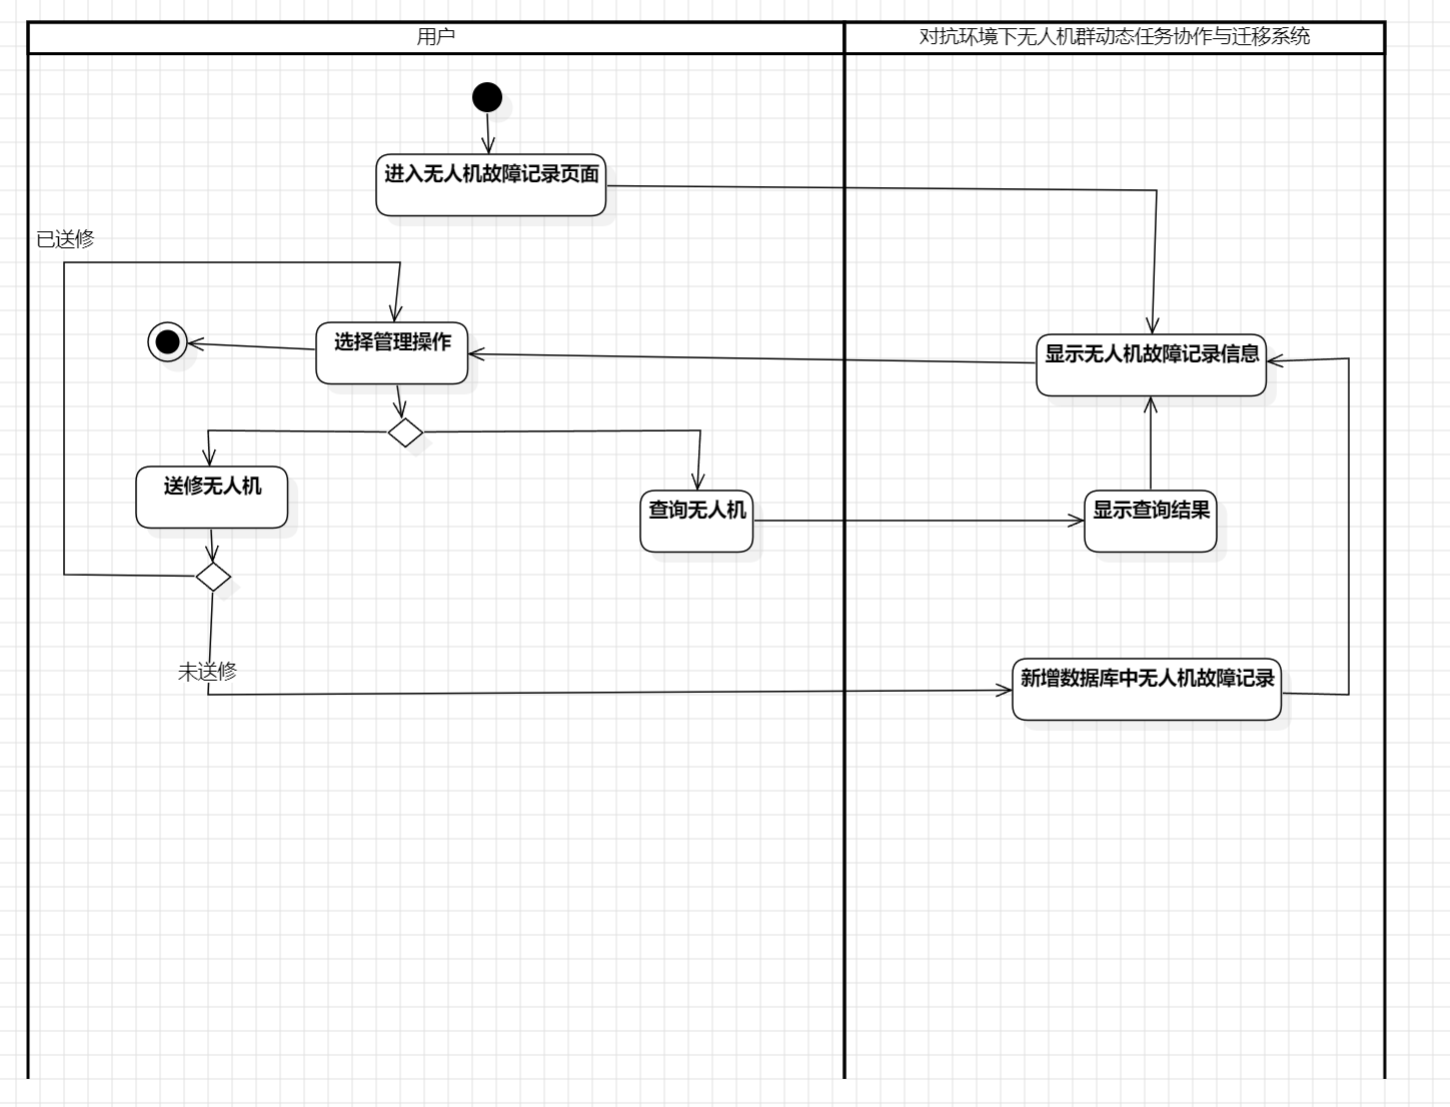 用户
对抗环境下无人机群动态任务协作与迁移系统
进入无人机故障记录页面
已送修
选择管理操作
显示无人机故障记录信息
送修无人机
查询无人机
显示查询结果
未送修
新增数据库中无人机故障记录